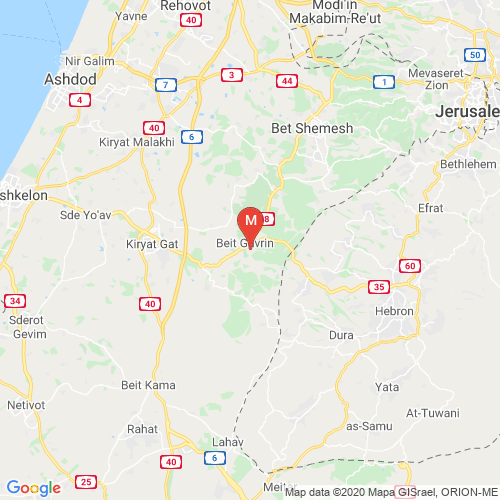 Rehovot
Modi'in
Makabim-Re'ut
Yavne
40
Nir Galim
Ashdod
50
Mevaseret
Zion
3
44
1
7
4
Jerusale
Bet Shemesh
40
6
Kiryat Malakhi
Bethlehem
shkelon
Efrat
Sde Yo'av
M
8
Kiryat Gat
Beit Guvrin
60
35
34
40
Hebron
Sderot
Gevim
Dura
Beit Kama
Yata
Netivot
At-Tuwani
Rahat
as-Samu
Lahav
40
6
25
Google
Map data ©2020 Mapa GISrael, ORION-ME